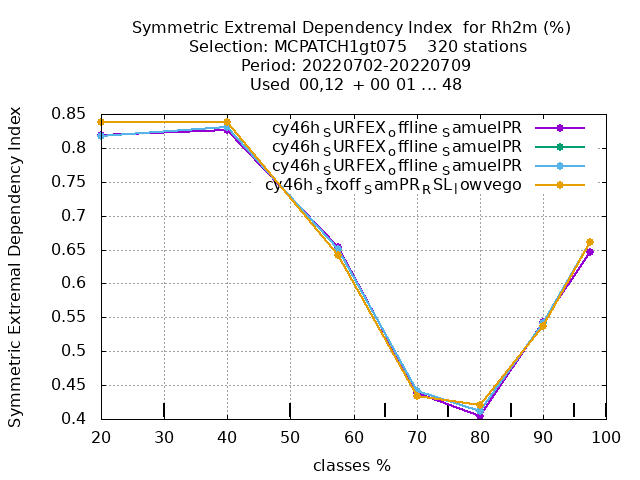 Symmetric Extremal Dependency Index for Rh2m (%)
Selection: MCPATCH1gt075 320 stations
Period: 20220702-20220709
Used 00,12 + 00 01 ... 48
Symmetric Extremal Dependency Index
0.85
0.8
0.75
0.7
0.65
0.6
0.55
0.5
0.45
0.4
cy46h_SURFEX_offline_SamuelPR
cy46h_SURFEX_offline_SamuelPR
cy46h_SURFEX_offline_SamuelPR
cy46h_sfxoff_SamPR_RSL_lowvego
20 30 40 50 60 70 80 90 100
classes %